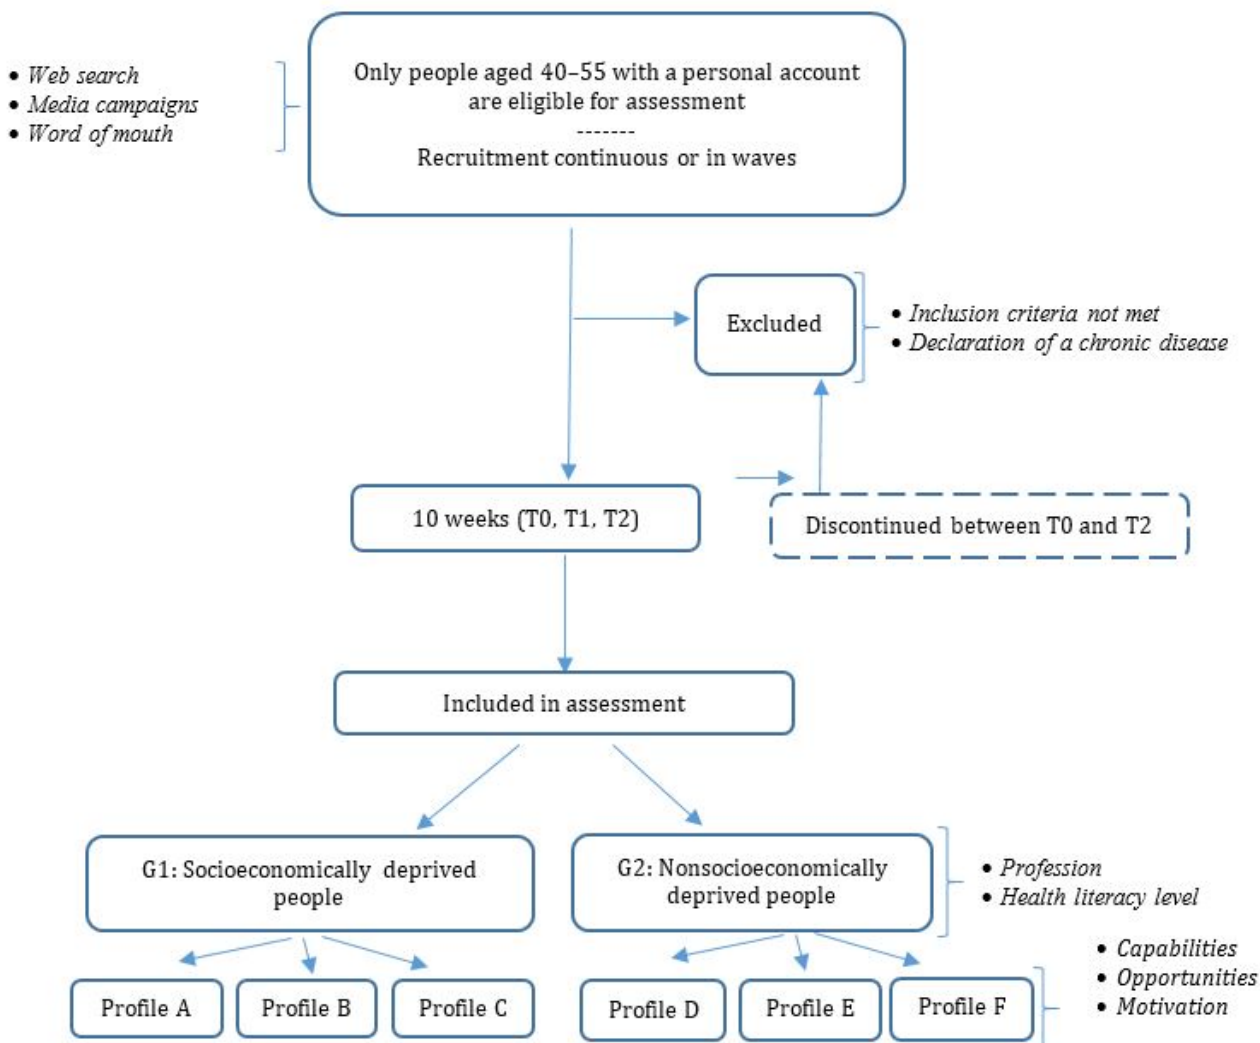 • Web search
• Media campaigns
• Word of mouth
Only people aged 40–55 with a personal account
are eligible for assessment
-------
Recruitment continuous or in waves
Excluded
• Inclusion criteria not met
• Declaration of a chronic disease
10 weeks (T0, T1, T2)
Discontinued between T0 and T2
Included in assessment
G1: Socioeconomically deprived
people
G2: Nonsocioeconomically
deprived people
• Profession
• Health literacy level
Profile A
Profile B
Profile C
Profile D
Profile E
Profile F
• Capabilities
• Opportunities
• Motivation